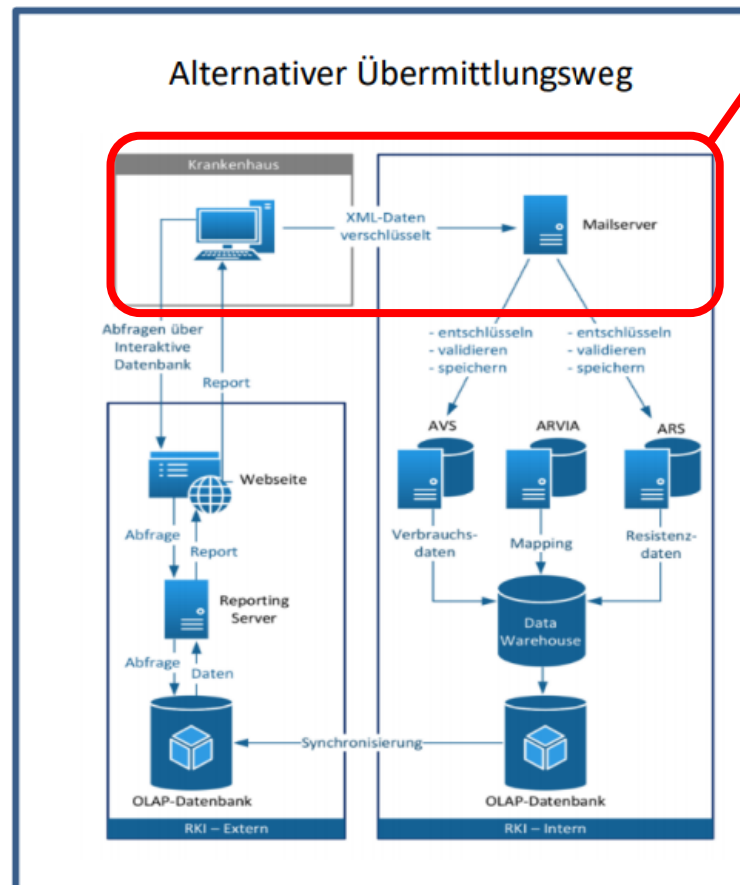 Alternativer Übermittlungsweg
Krankenhaus
XML-Daten
verschlüsselt
Mailserver
Abfragen über
Interaktive
Datenbank
Report
- entschlüsseln
- validieren
- speichern
- entschlüsseln
- validieren
- speichern
AVS
ARVIA
ARS
Webseite
Abfrage
Report
Verbrauchs-
daten
Mapping
Resistenz-
daten
Reporting
Server
Data
Warehouse
Abfrage
Daten
Synchronisierung
OLAP-Datenbank
OLAP-Datenbank
RKI – Extern
RKI – Intern